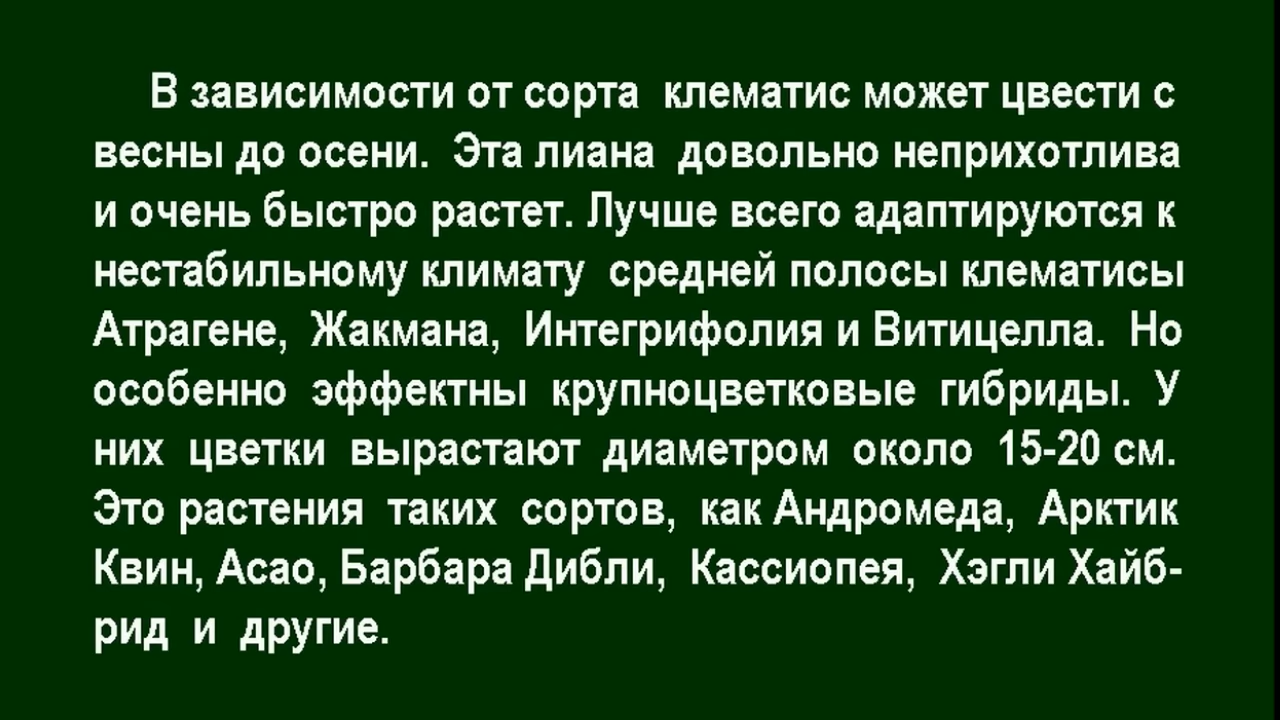 В зависимости от сорта клематис может цвести с
весны до осени. Эта лиана довольно неприхотлива
и очень быстро растет. Лучше всего адаптируются к
нестабильному климату средней полосы клематисы
Атрагене, Жакмана, Интегрифолия и Витицелла. Но
особенно эффектны крупноцветковые гибриды. У
них цветки вырастают диаметром около 15-20 см.
Это растения таких сортов, как Андромеда, Арктик
Квин, Асао, Барбара Дибли, Кассиопея, Хэгли Хайб-
рид и другие.